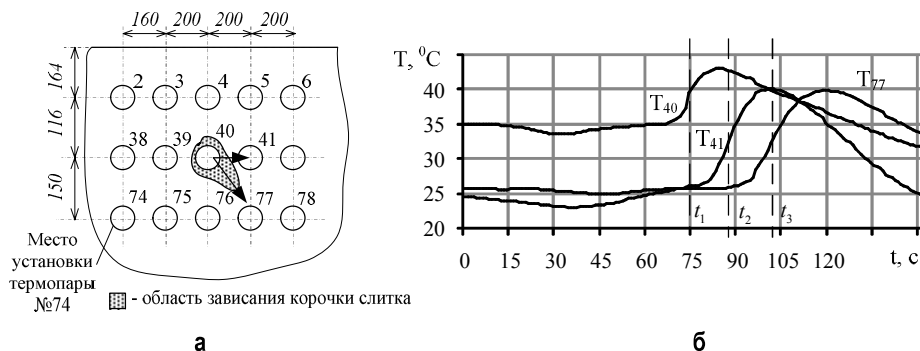 160 200 200 200
164
116
150
2 3 4 5 6
38 39 40 41
74 75 76 77 78
Место
установки
термопары
№74
- область зависания корочки слитка
а
T, ⁰C
45
40
35
30
25
20
T40
T41
T77
t1 t2 t3
0 15 30 45 60 75 90 105 120 t, c
б